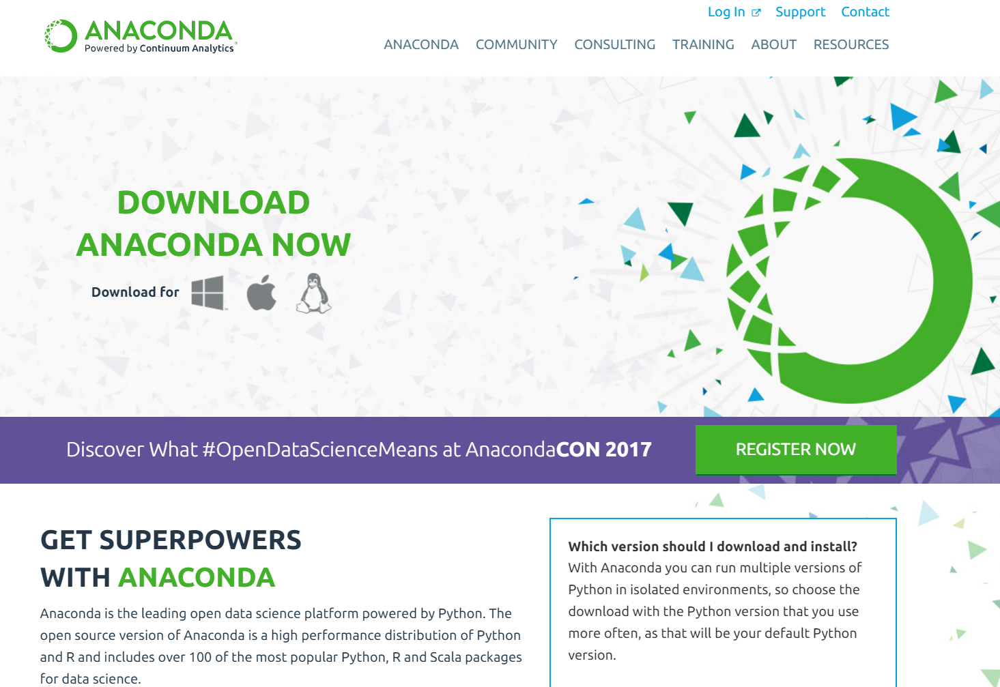 Log In Support Contact
ANACONDA
Powered by Continuum Analytics®
ANACONDA COMMUNITY CONSULTING TRAINING ABOUT RESOURCES
DOWNLOAD
ANACONDA NOW
Download for
Discover What #OpenDataScienceMeans at AnacondaCON 2017
REGISTER NOW
GET SUPERPOWERS
WITH ANACONDA
Anaconda is the leading open data science platform powered by Python. The
open source version of Anaconda is a high performance distribution of Python
and R and includes over 100 of the most popular Python, R and Scala packages
for data science.
Which version should I download and install?
With Anaconda you can run multiple versions of
Python in isolated environments, so choose the
download with the Python version that you use
more often, as that will be your default Python
version.